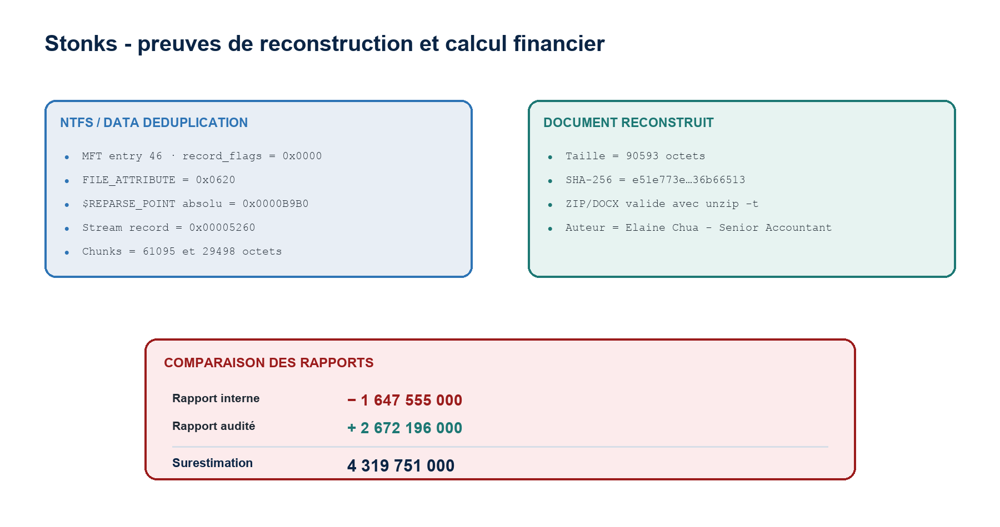 Stonks - preuves de reconstruction et calcul financier
NTFS / DATA DEDUPLICATION
• MFT entry 46 · record_flags = 0x0000
• FILE_ATTRIBUTE = 0x0620
• $REPARSE_POINT absolu = 0x0000B9B0
• Stream record = 0x00005260
• Chunks = 61095 et 29498 octets
DOCUMENT RECONSTRUIT
• Taille = 90593 octets
• SHA-256 = e51e773e…36b66513
• ZIP/DOCX valide avec unzip -t
• Auteur = Elaine Chua - Senior Accountant
COMPARAISON DES RAPPORTS
Rapport interne − 1 647 555 000
Rapport audité + 2 672 196 000
Surestimation 4 319 751 000